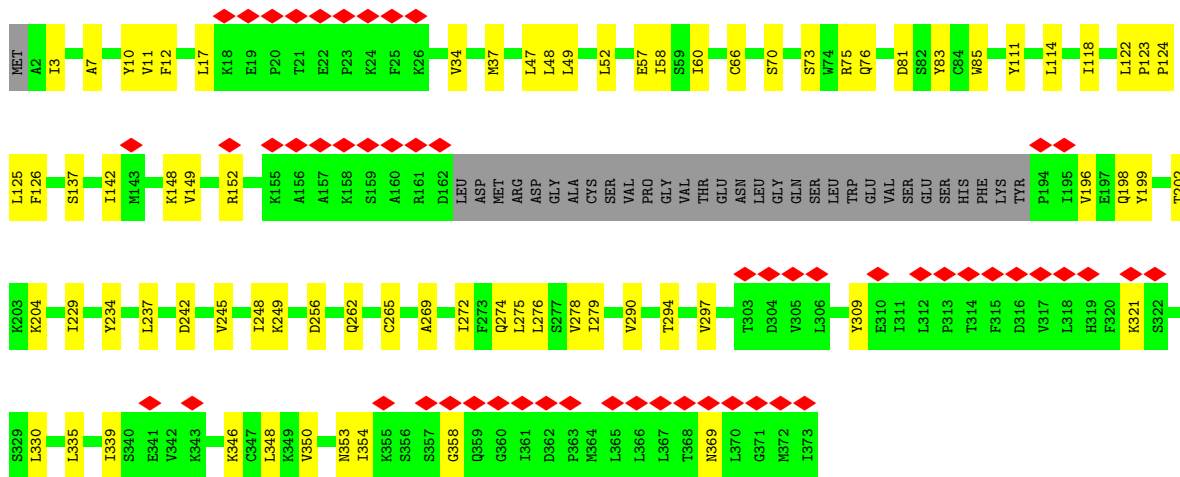 MET A2 I3 A7 Y10 V11 F12 L17 K18 E19 P20 T21 E22 P23 K24 F25 K26 V34 M37 L47 L48 L49 L52 E57 I58 S59 I60 C66 S70 S73 W74 R75 Q76 D81 S82 Y83 C84 W85 Y111 L114 I118 L122 P123 P124
L125 F126 S137 I142 M143 K148 V149 R152 K155 A156 A157 K158 S159 A160 R161 D162 LEU ASP MET ARG ASP GLY ALA CYS SER VAL PRO GLY VAL THR GLU ASN LEU GLY GLN SER LEU TRP GLU VAL SER GLU SER HIS PHE LYS TYR P194 I195 V196 E197 Q198 Y199 T202
K203 K204 I229 Y234 L237 D242 V245 I248 K249 D256 Q262 C265 A269 I272 F273 Q274 L275 L276 S277 V278 I279 V290 T294 V297 T303 D304 V305 L306 Y309 E310 I311 L312 P313 T314 F315 D316 V317 L318 H319 F320 K321 S322
S329 L330 L335 I339 S340 E341 V342 K343 K346 C347 L348 K349 V350 N353 I354 K355 S356 S357 G358 Q359 G360 I361 D362 P363 M364 L365 L366 L367 T368 N369 L370 G371 M372 I373